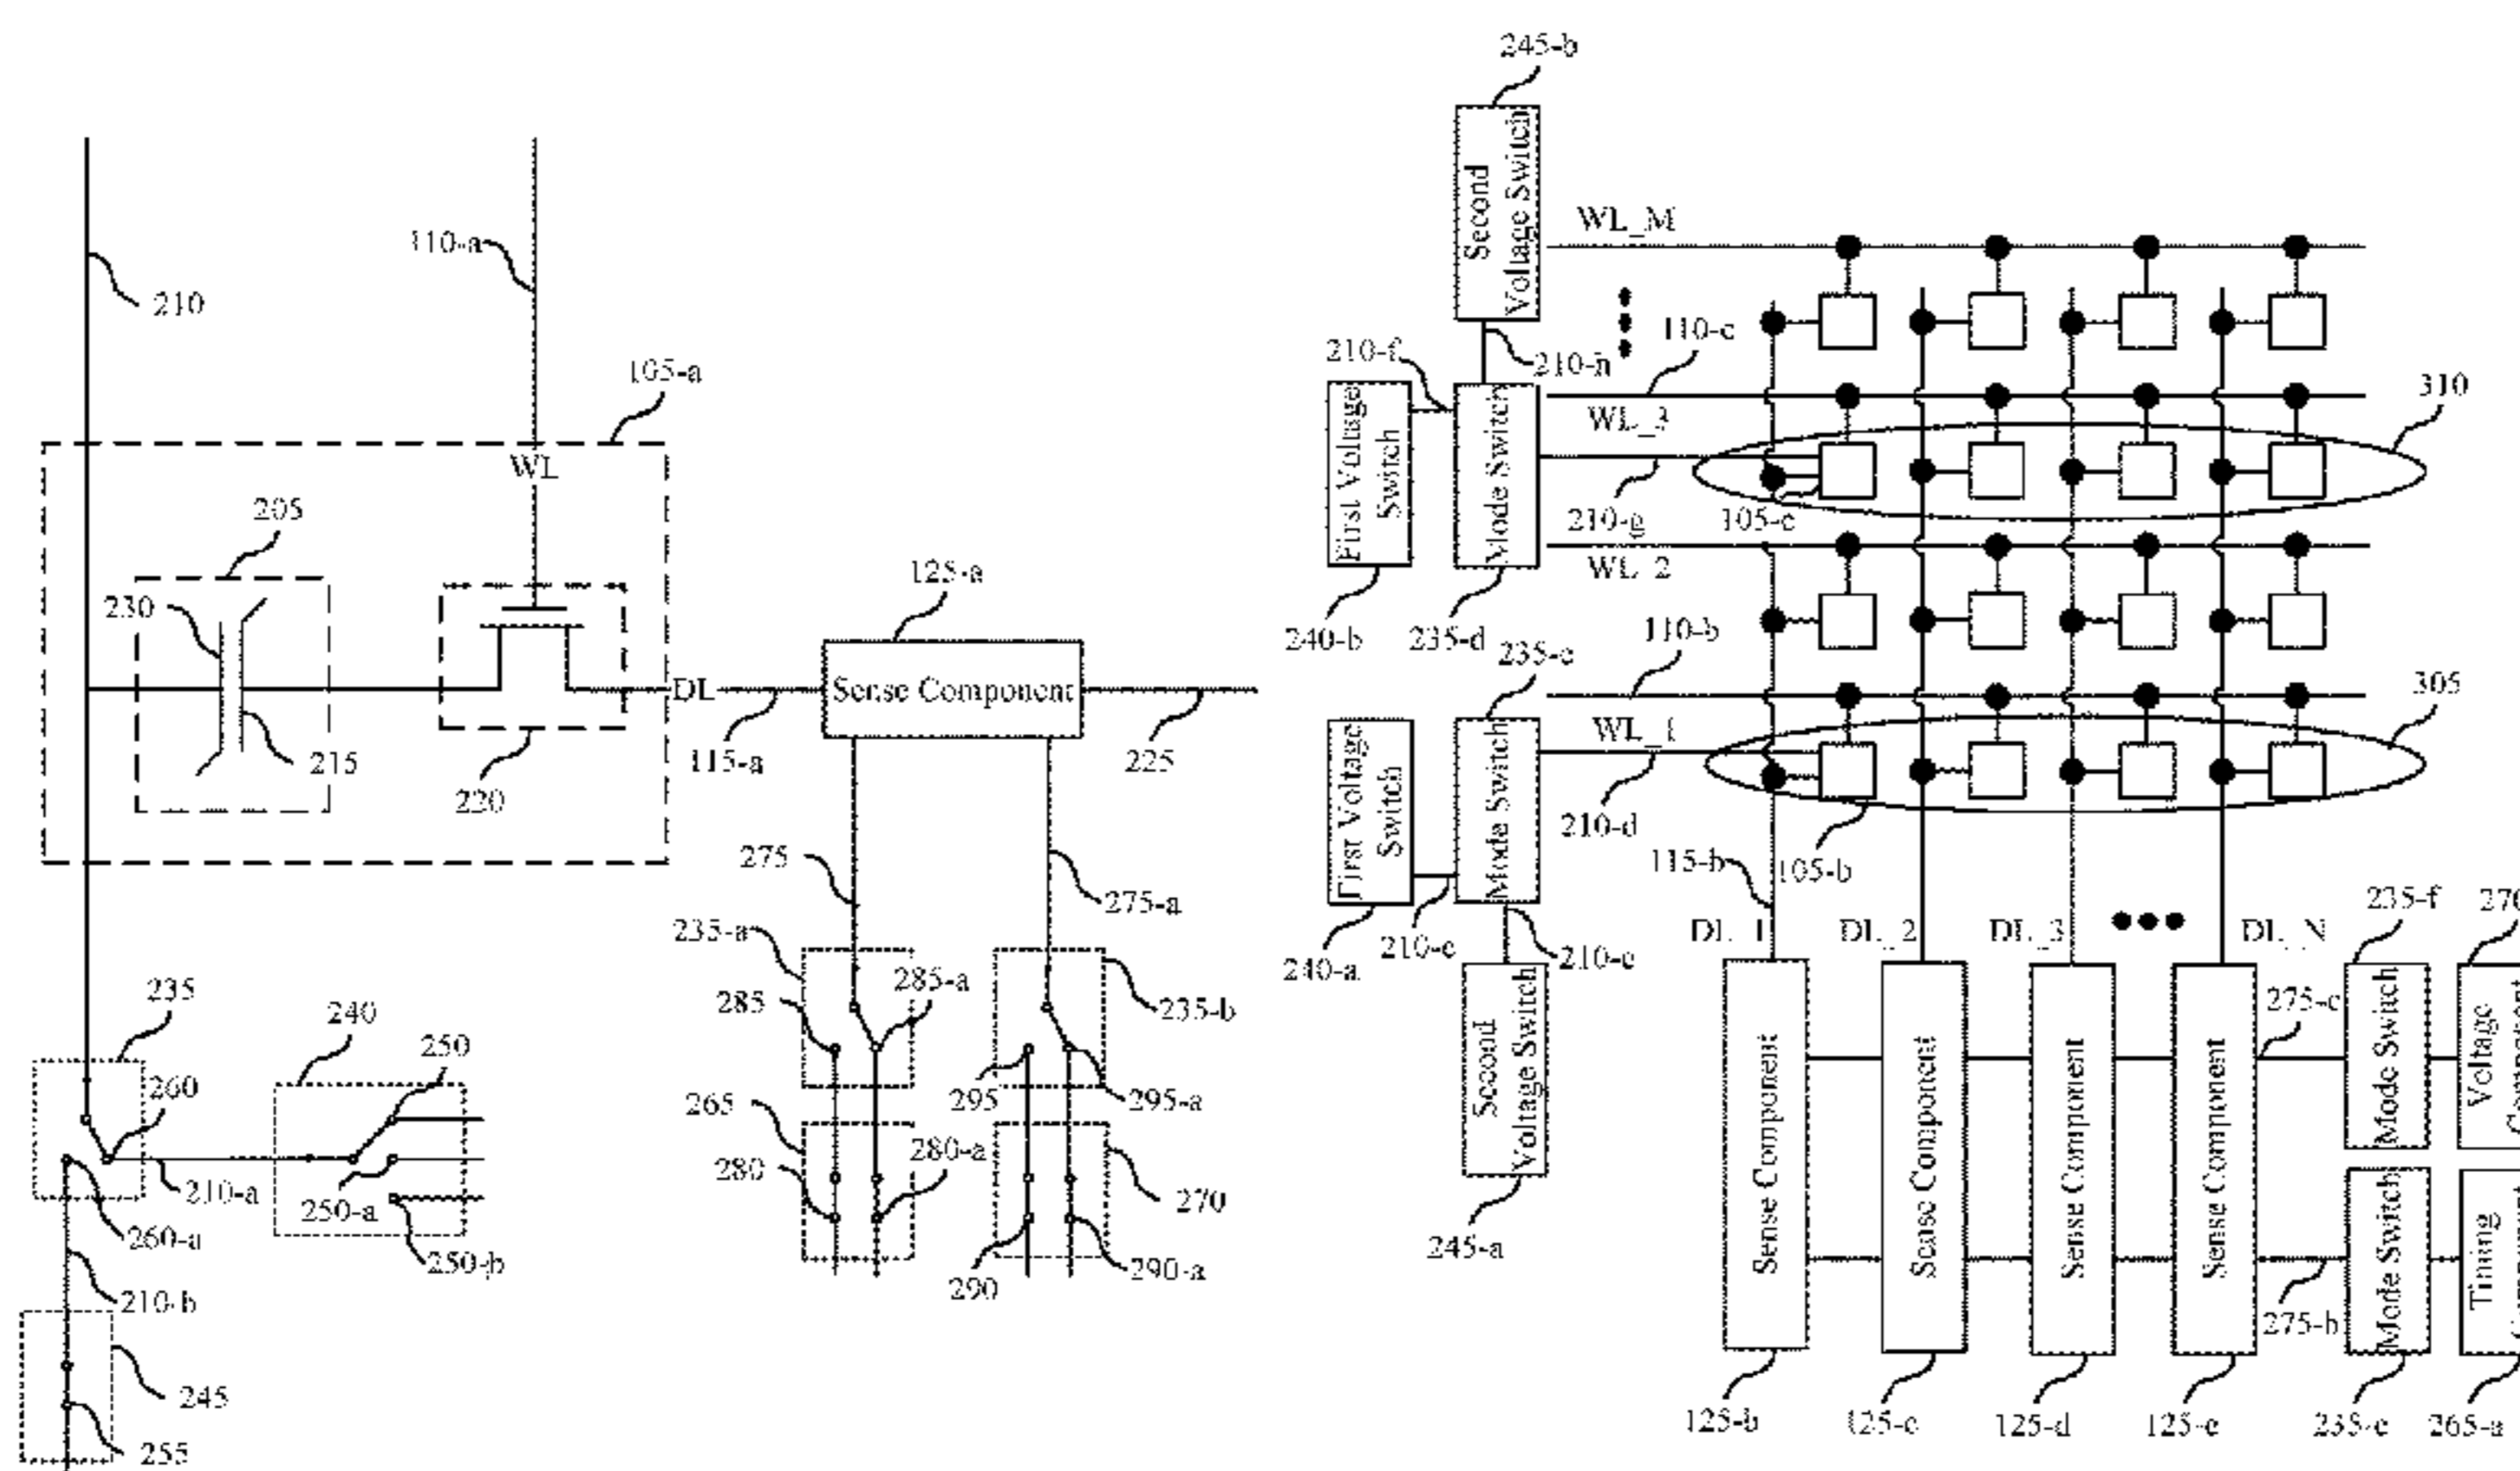 245-b
WL_M
110-a
210
Second
Voltage Switch
110-c
210-f
210-n
105-a
310
WL_3
WL
First Voltage
Switch
Mode Switch
205
210-g
105-c
230
125-a
WL_2
240-b
235-d
110-b
235-c
DL
Sense Component
305
WL_1
115-a
225
215
220
First Voltage
Switch
Mode Switch
210-d
275
115-b
105-b
275-a
235-f
270
235-a
DL_1
DL_2
DL_3
DL_N
210-e
210-c
240-a
285-a
235
285
235-b
240
250
275-c
260
265
295
295-a
Second
Voltage Switch
Sense Component
Sense Component
Sense Component
Sense Component
Mode Switch
Voltage
280-a
280
210-a
250-a
270
260-a
245-a
250-b
290-a
290
210-b
275-b
Mode Switch
Timing
245
255
125-b
125-c
125-d
125-e
235-e
265-a